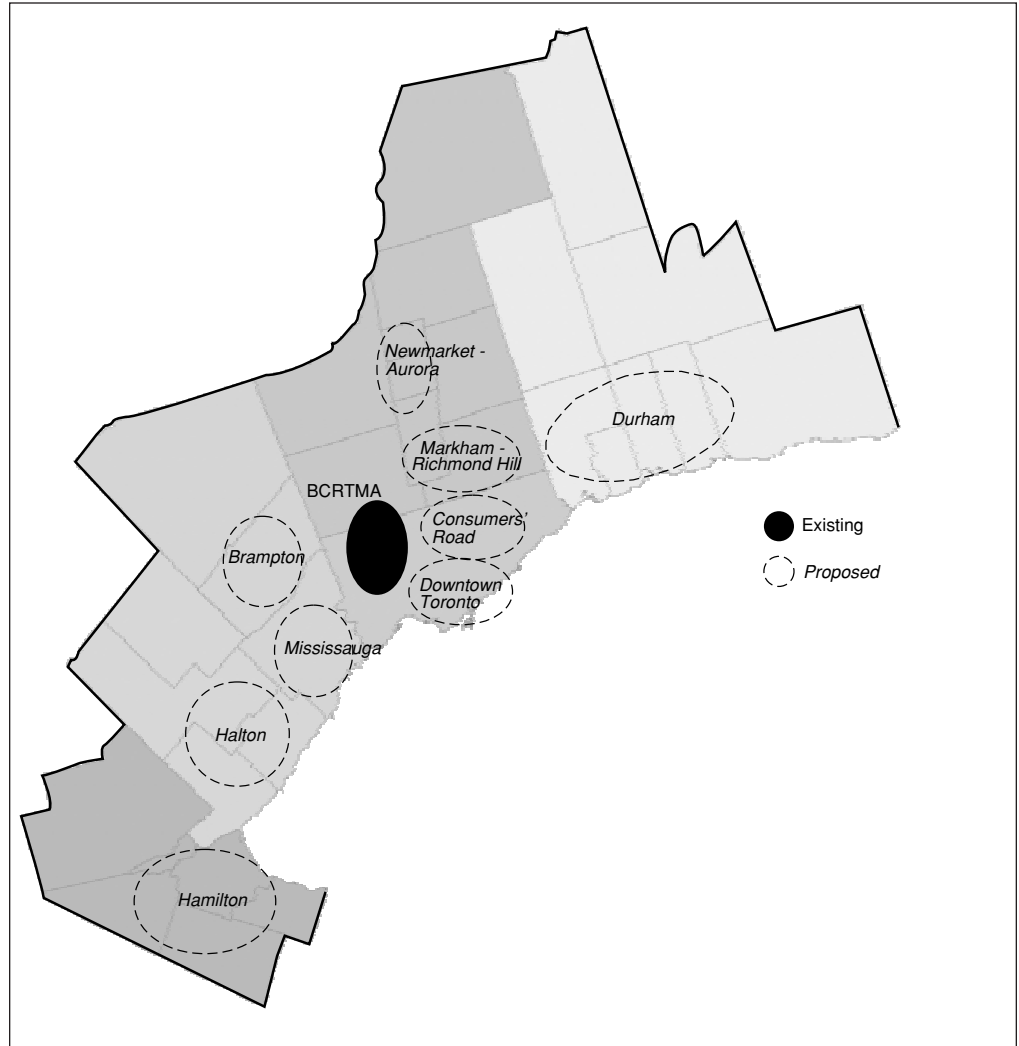 Newmarket -
Aurora
Durham
Markham -
Richmond Hill
BCRTMA
Consumers'
Road
Existing
Brampton
Proposed
Downtown
Toronto
Mississauga
Halton
Hamilton